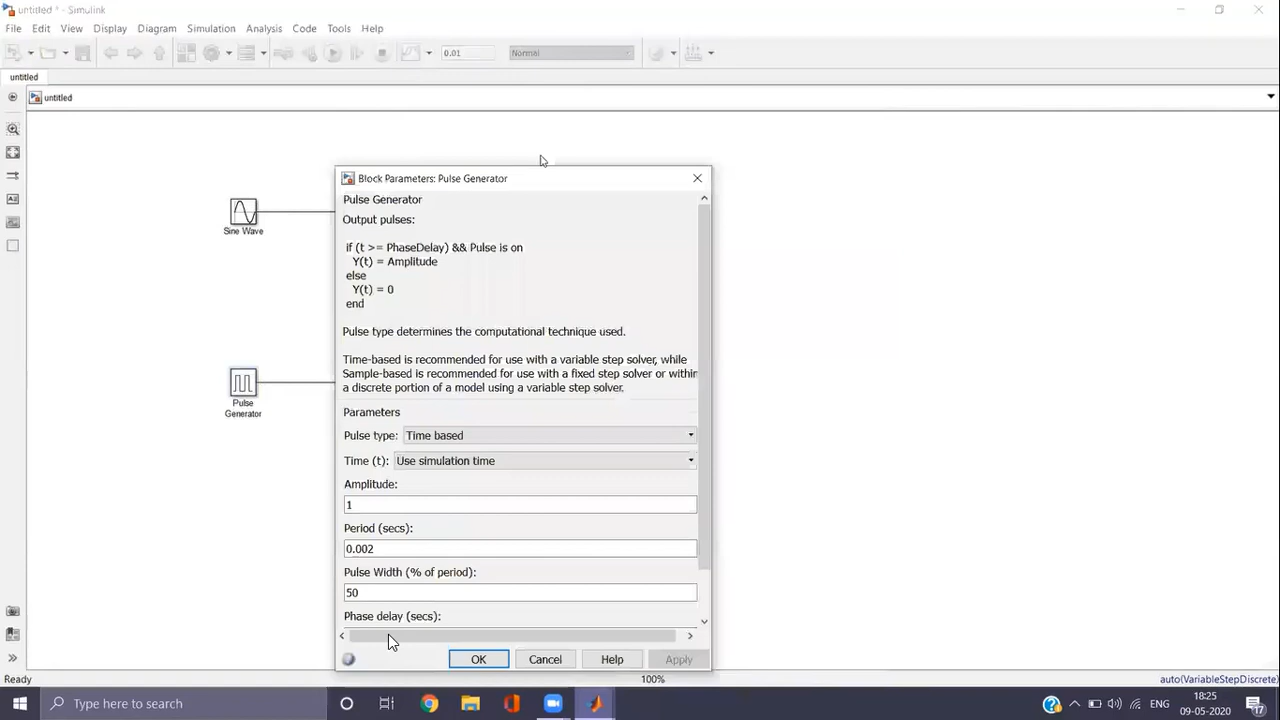 untitled * - Simulink
File Edit View Display Diagram Simulation Analysis Code Tools Help
0.01 Normal
untitled
untitled
Sine Wave
Pulse
Generator
Block Parameters: Pulse Generator
Pulse Generator
Output pulses:
if (t >= PhaseDelay) && Pulse is on
Y(t) = Amplitude
else
Y(t) = 0
end
Pulse type determines the computational technique used.
Time-based is recommended for use with a variable step solver, while
Sample-based is recommended for use with a fixed step solver or within
a discrete portion of a model using a variable step solver.
Parameters
Pulse type: Time based
Time (t): Use simulation time
Amplitude:
1
Period (secs):
0.002
Pulse Width (% of period):
50
Phase delay (secs):
OK Cancel Help Apply
Ready 100% auto(VariableStepDiscrete)
Type here to search
ENG
18:25
09-05-2020
17